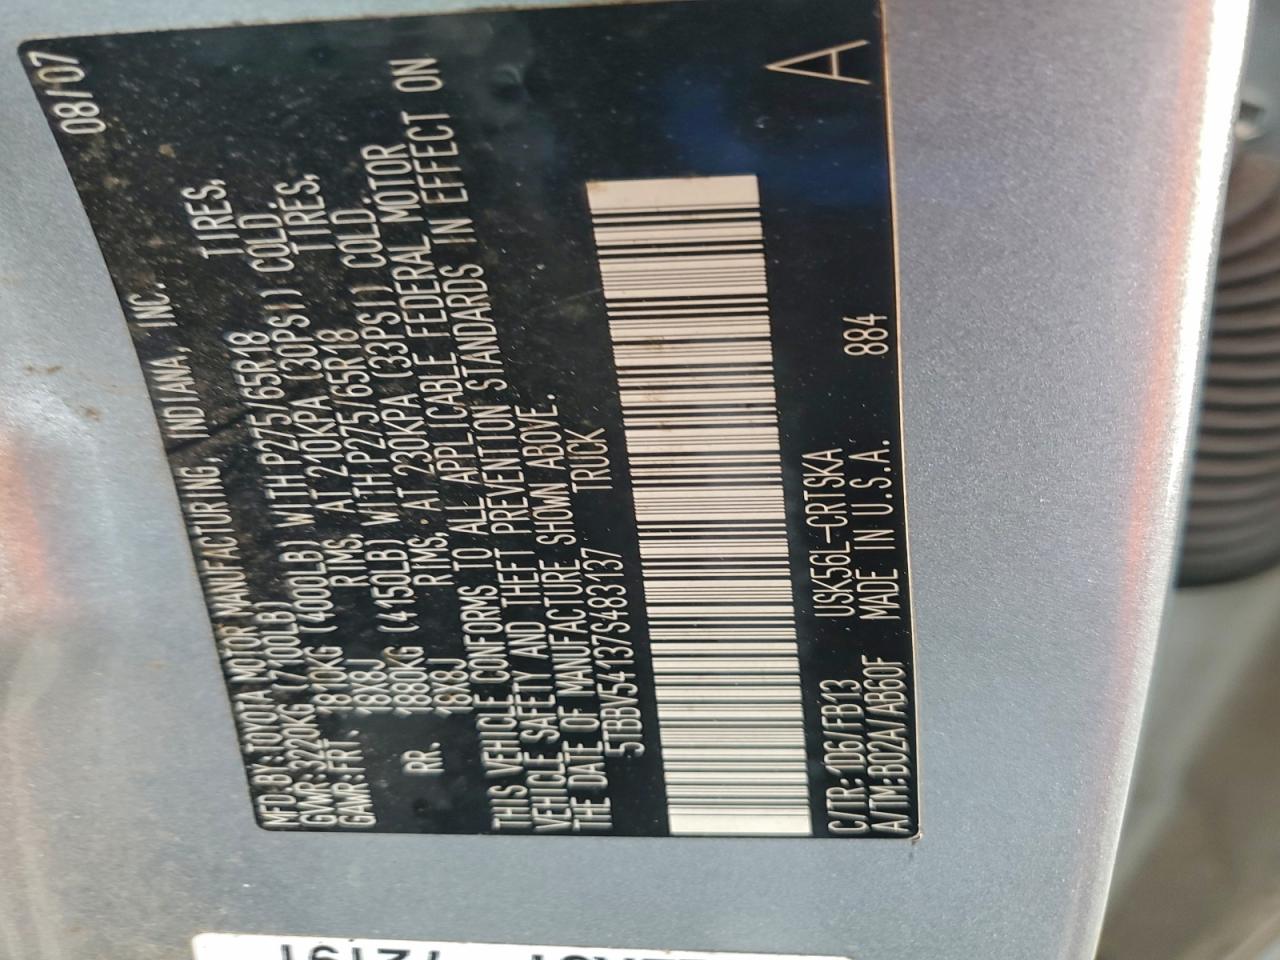 MFD BY: TOYOTA MOTOR MANUFACTURING, INDIANA, INC. 08/07
GVWR: 3220KG (7100LB)
GAWR: FRT. 1810KG (4000LB) WITH P275/65R18 TIRES,
18X8J RIMS, AT 210KPA (30PSI) COLD.
RR. 1880KG (4150LB) WITH P275/65R18 TIRES,
18X8J RIMS, AT 230KPA (33PSI) COLD.
THIS VEHICLE CONFORMS TO ALL APPLICABLE FEDERAL MOTOR
VEHICLE SAFETY AND THEFT PREVENTION STANDARDS IN EFFECT ON
THE DATE OF MANUFACTURE SHOWN ABOVE.
5TBBV54137S483137 TRUCK
C/TR: 1D6/FB13 USK56L-CRTSKA
A/TM: B02A/AB60F MADE IN U.S.A. 884
A